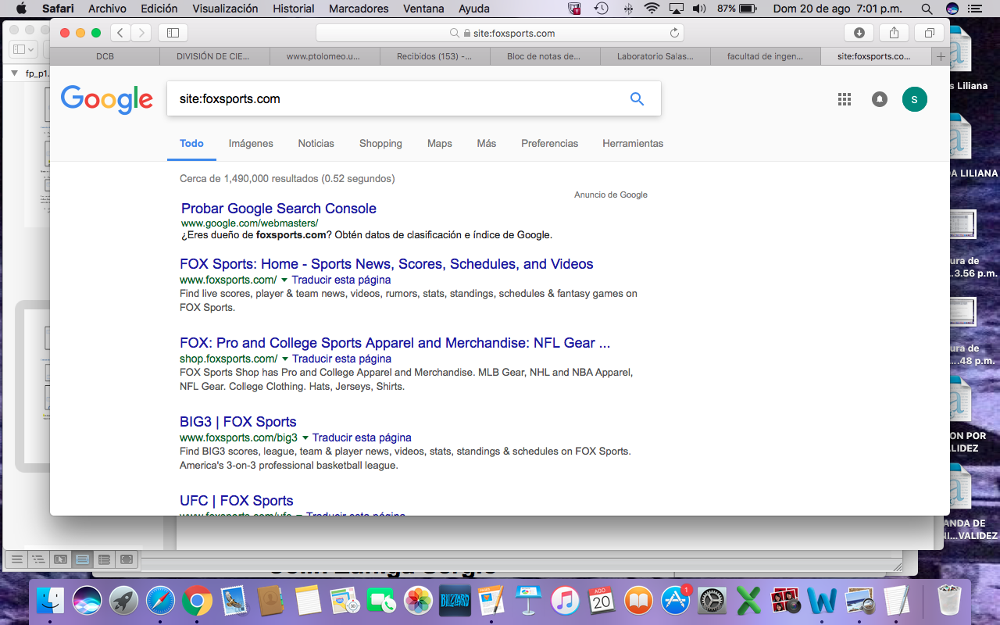 Safari Archivo Edición Visualización Historial Marcadores Ventana Ayuda 87% Dom 20 de ago 7:01 p.m.
site:foxsports.com
DCB DIVISIÓN DE CIE... www.ptolomeo.u... Recibidos (153) -... Bloc de notas de... Laboratorio Salas... facultad de ingen... site:foxsports.co...
fp_p1.
Google site:foxsports.com S
Todo Imágenes Noticias Shopping Maps Más Preferencias Herramientas
Cerca de 1,490,000 resultados (0.52 segundos)
Anuncio de Google
Probar Google Search Console
www.google.com/webmasters/
¿Eres dueño de foxsports.com? Obtén datos de clasificación e índice de Google.
FOX Sports: Home - Sports News, Scores, Schedules, and Videos
www.foxsports.com/ Traducir esta página
Find live scores, player & team news, videos, rumors, stats, standings, schedules & fantasy games on
FOX Sports.
FOX: Pro and College Sports Apparel and Merchandise: NFL Gear ...
shop.foxsports.com/ Traducir esta página
FOX Sports Shop has Pro and College Apparel and Merchandise. MLB Gear, NHL and NBA Apparel,
NFL Gear. College Clothing. Hats, Jerseys, Shirts.
BIG3 | FOX Sports
www.foxsports.com/big3 Traducir esta página
Find BIG3 scores, league, team & player news, videos, stats, standings & schedules on FOX Sports.
America's 3-on-3 professional basketball league.
UFC | FOX Sports
www.foxsports.com/ufc Traducir esta página
s Liliana
A LILIANA
ura de
...3.56 p.m.
ura de
...48 p.m.
ON POR
LIDEZ
ANDA DE
NI...VALIDEZ
BLIZZARD
AGO
20
30
1